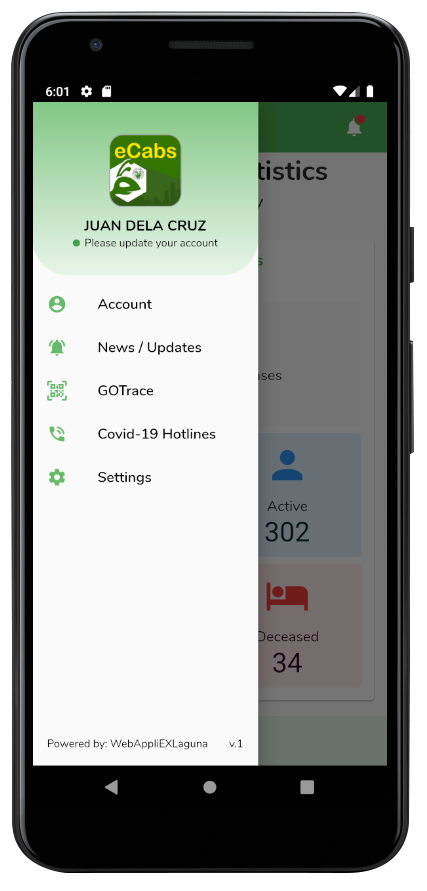 6:01
eCabs
JUAN DELA CRUZ
Please update your account
Account
News / Updates
GOTrace
Covid-19 Hotlines
Settings
Powered by: WebAppliEXLaguna v.1
tistics
y
s
ses
Active
302
Deceased
34